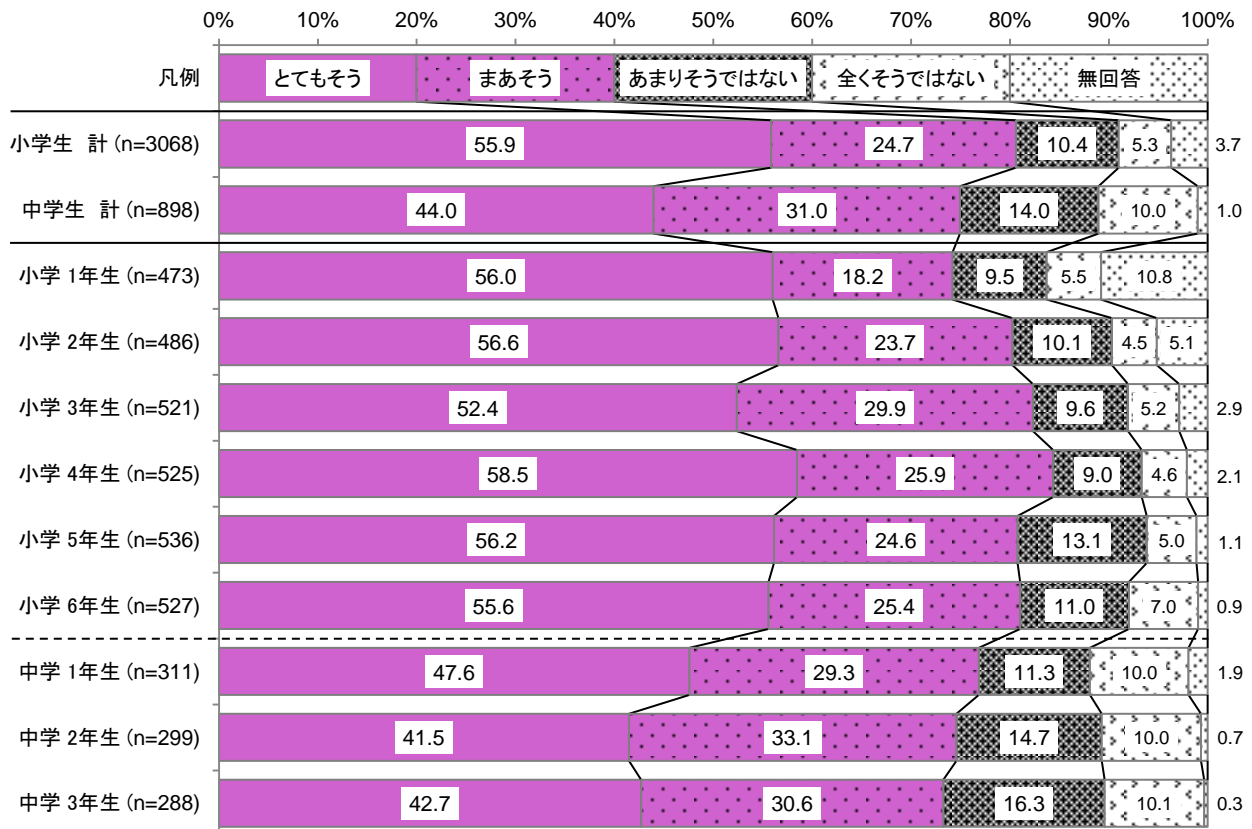 0% 10% 20% 30% 40% 50% 60% 70% 80% 90% 100%
凡例 とてもそう まあそう あまりそうではない 全くそうではない 無回答
小学生 計 (n=3068) 55.9 24.7 10.4 5.3 3.7
中学生 計 (n=898) 44.0 31.0 14.0 10.0 1.0
小学 1年生 (n=473) 56.0 18.2 9.5 5.5 10.8
小学 2年生 (n=486) 56.6 23.7 10.1 4.5 5.1
小学 3年生 (n=521) 52.4 29.9 9.6 5.2 2.9
小学 4年生 (n=525) 58.5 25.9 9.0 4.6 2.1
小学 5年生 (n=536) 56.2 24.6 13.1 5.0 1.1
小学 6年生 (n=527) 55.6 25.4 11.0 7.0 0.9
中学 1年生 (n=311) 47.6 29.3 11.3 10.0 1.9
中学 2年生 (n=299) 41.5 33.1 14.7 10.0 0.7
中学 3年生 (n=288) 42.7 30.6 16.3 10.1 0.3